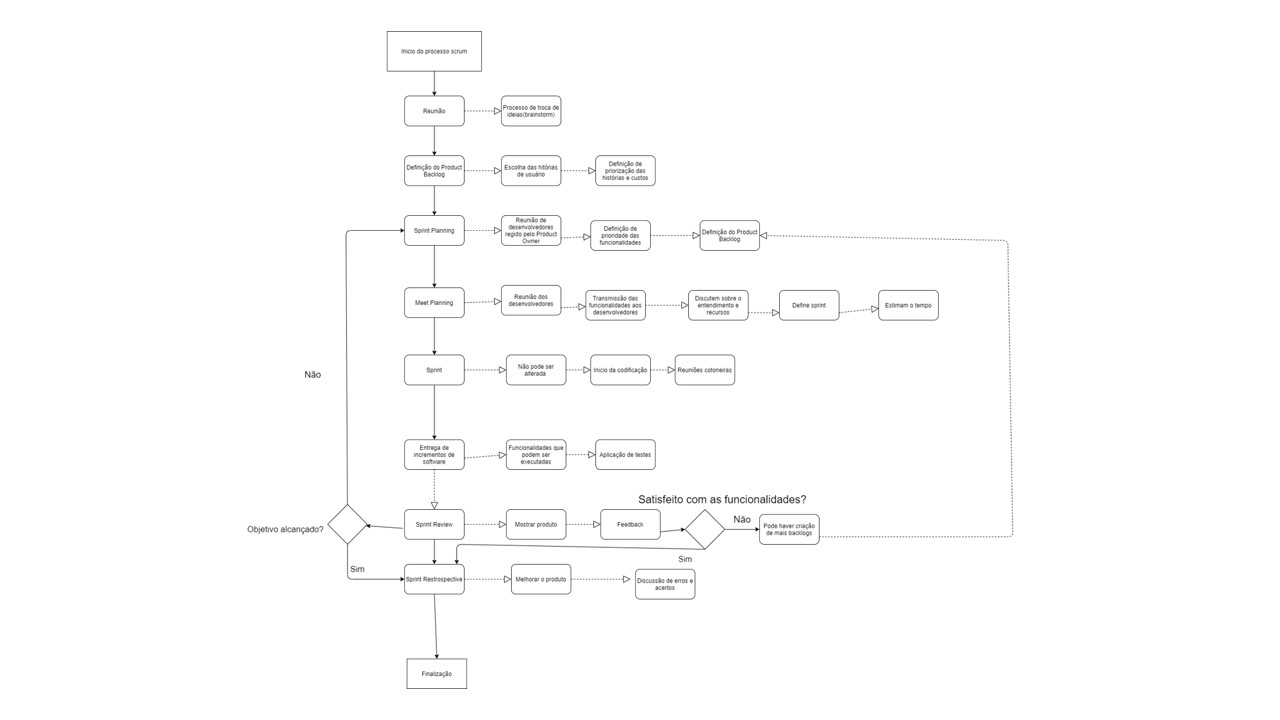 Inicio do processo scrum
Reunião
Processo de troca de
ideias(brainstorm)
Definição do Product
Backlog
Escolha das hitórias
de usuário
Definição de
priorização das
histórias e custos
Sprint Planning
Reunião de
desenvolvedores
regido pelo Product
Owner
Definição de
prioridade das
funcionalidades
Definição do Product
Backlog
Meet Planning
Reunião dos
desenvolvedores
Transmissão das
funcionalidades aos
desenvolvedores
Discutem sobre o
entendimento e
recursos
Define sprint
Estimam o tempo
Não
Sprint
Não pode ser
alterada
Inicio da codificação
Reuniões cotoneiras
Entrega de
incrementos de
software
Funcionalidades que
podem ser
executadas
Aplicação de testes
Satisfeito com as funcionalidades?
Objetivo alcançado?
Sprint Review
Mostrar produto
Feedback
Não
Pode haver criação
de mais backlogs
Sim
Sim
Sprint Restrospective
Melhorar o produto
Discussão de erros e
acertos
Finalização